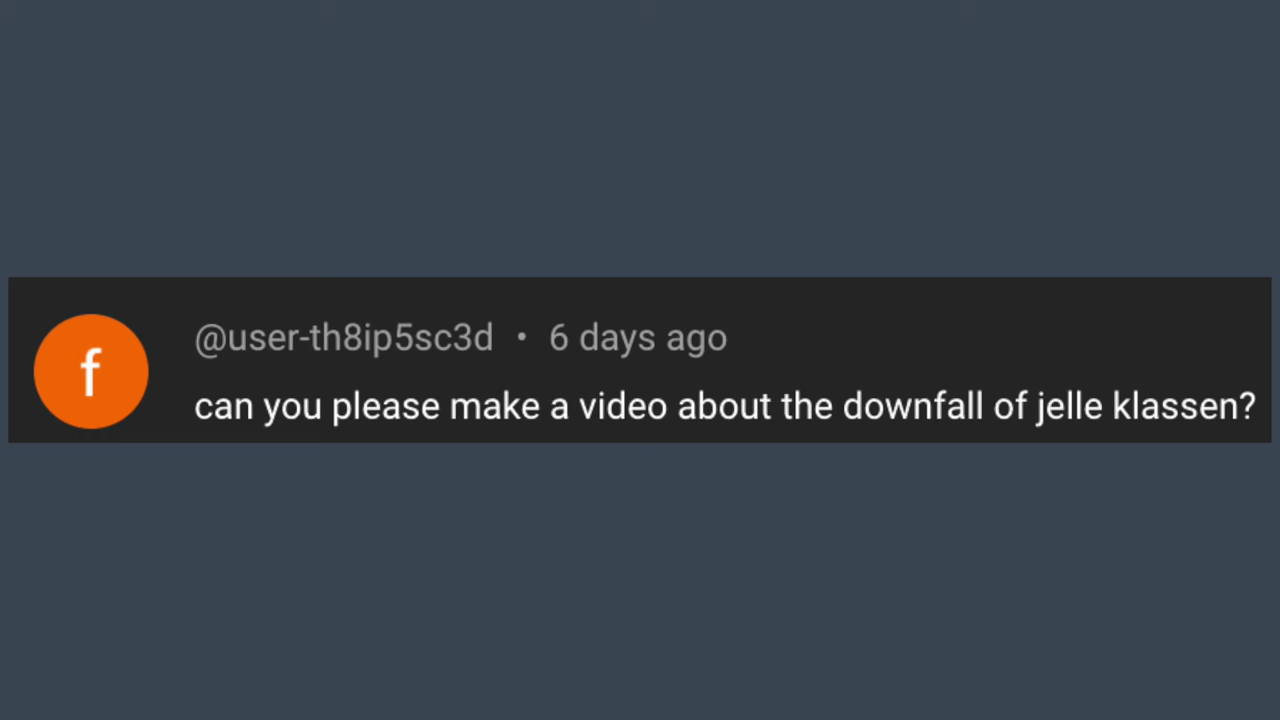 f
@user-th8ip5sc3d • 6 days ago
can you please make a video about the downfall of jelle klassen?